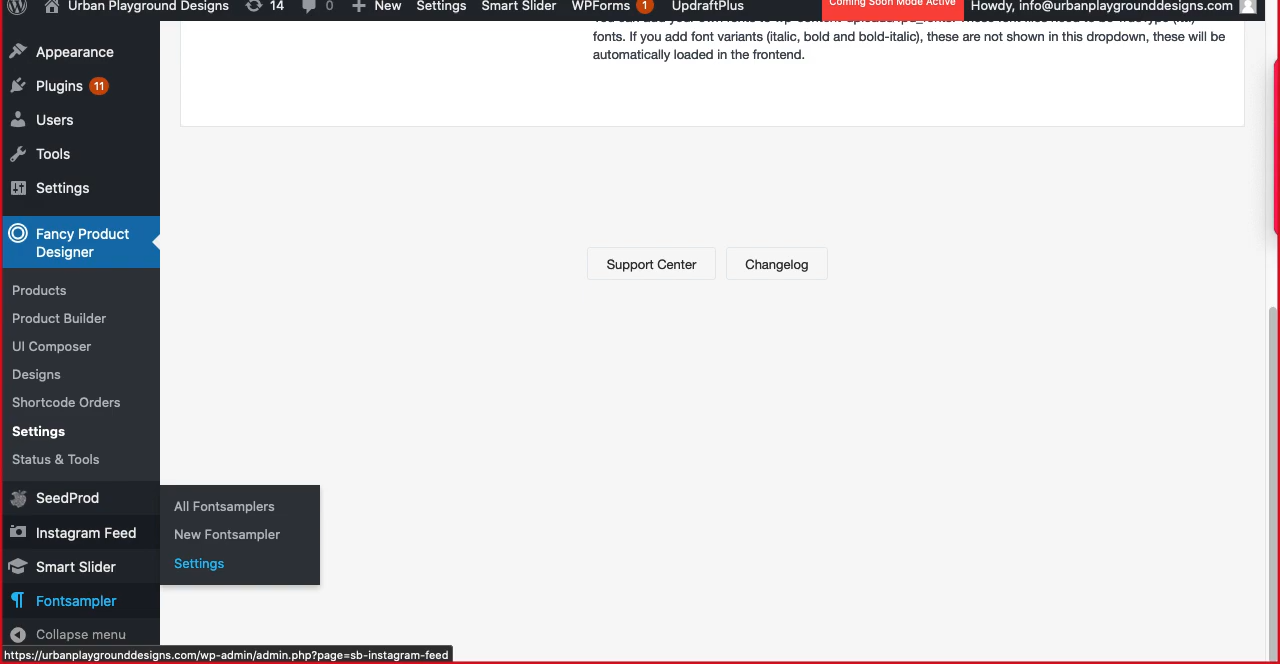 Urban Playground Designs 14 0 New Settings Smart Slider WPForms 1 UpdraftPlus Coming Soon Mode Active Howdy, info@urbanplaygrounddesigns.com
fonts. If you add font variants (italic, bold and bold-italic), these are not shown in this dropdown, these will be
automatically loaded in the frontend.
Appearance
Plugins 11
Users
Tools
Settings
Fancy Product
Designer
Products
Product Builder
UI Composer
Designs
Shortcode Orders
Settings
Status & Tools
SeedProd
Instagram Feed
Smart Slider
Fontsampler
Collapse menu
All Fontsamplers
New Fontsampler
Settings
Support Center
Changelog
https://urbanplaygrounddesigns.com/wp-admin/admin.php?page=sb-instagram-feed